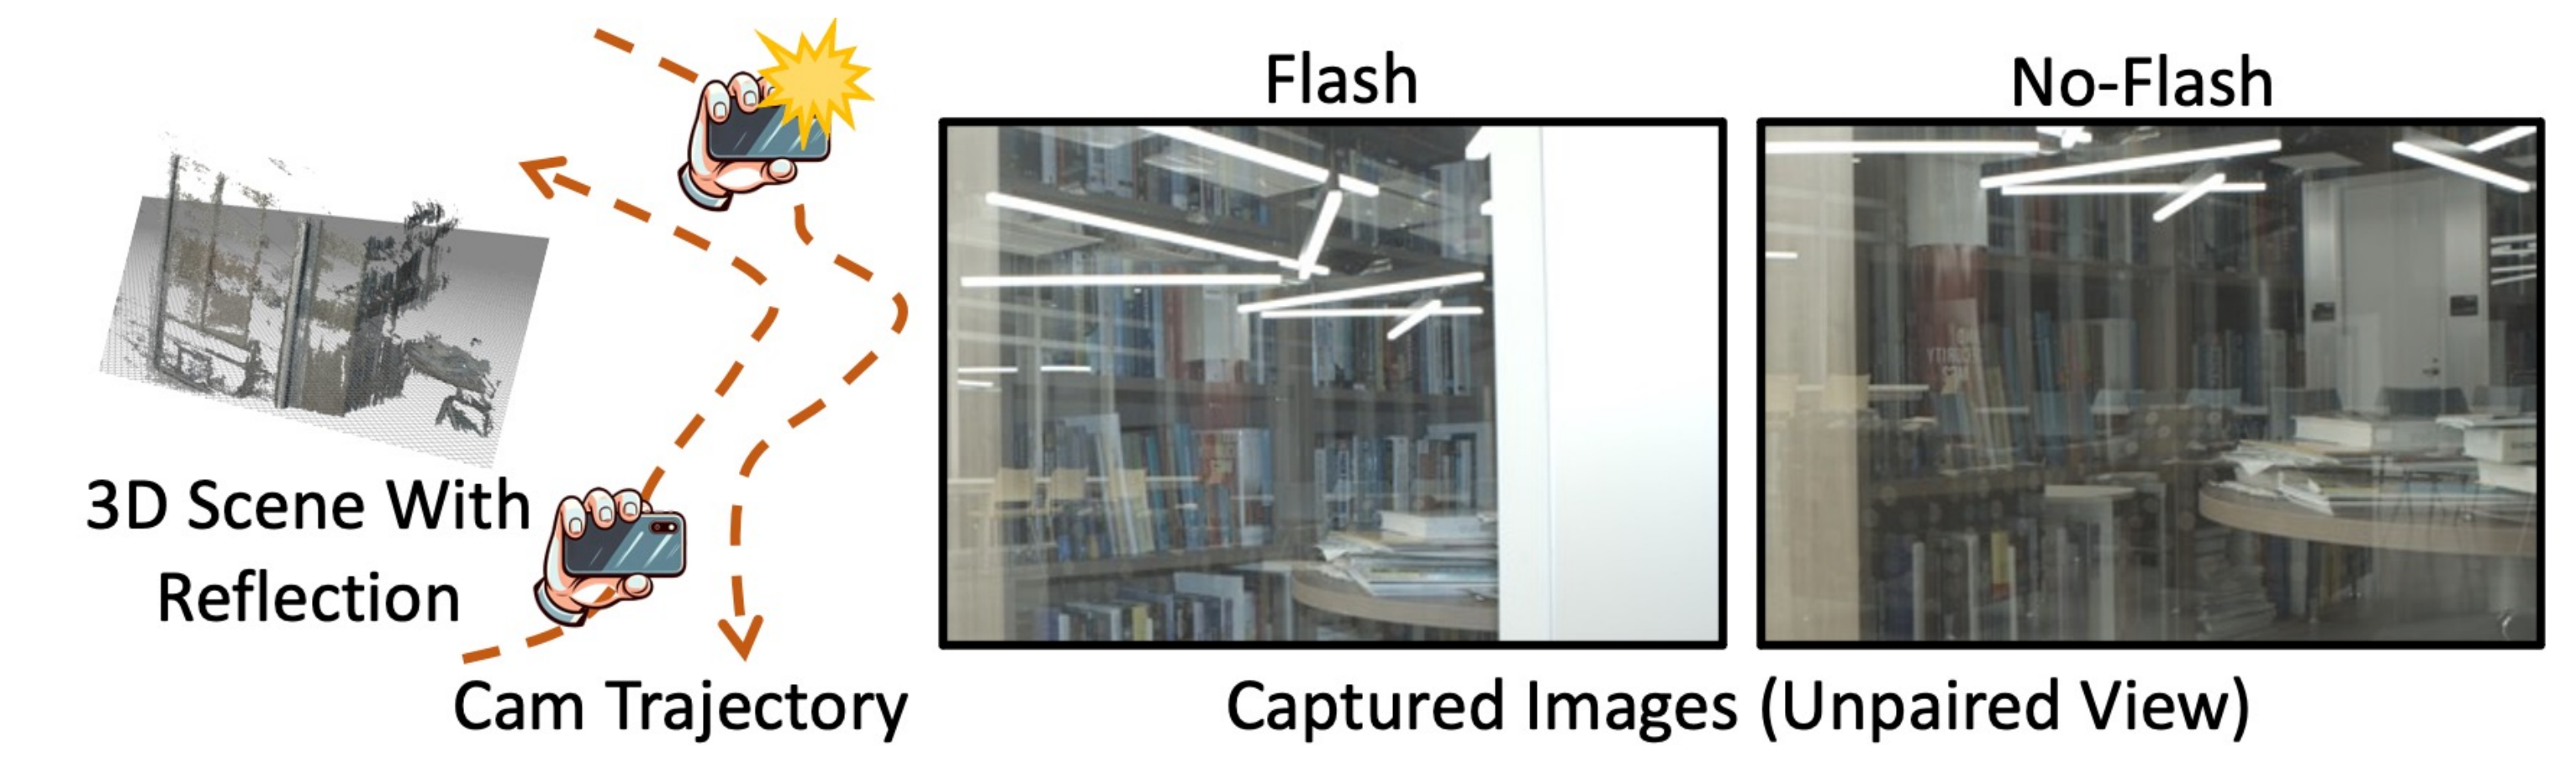 Flash
No-Flash
3D Scene With
Reflection
Cam Trajectory
Captured Images (Unpaired View)